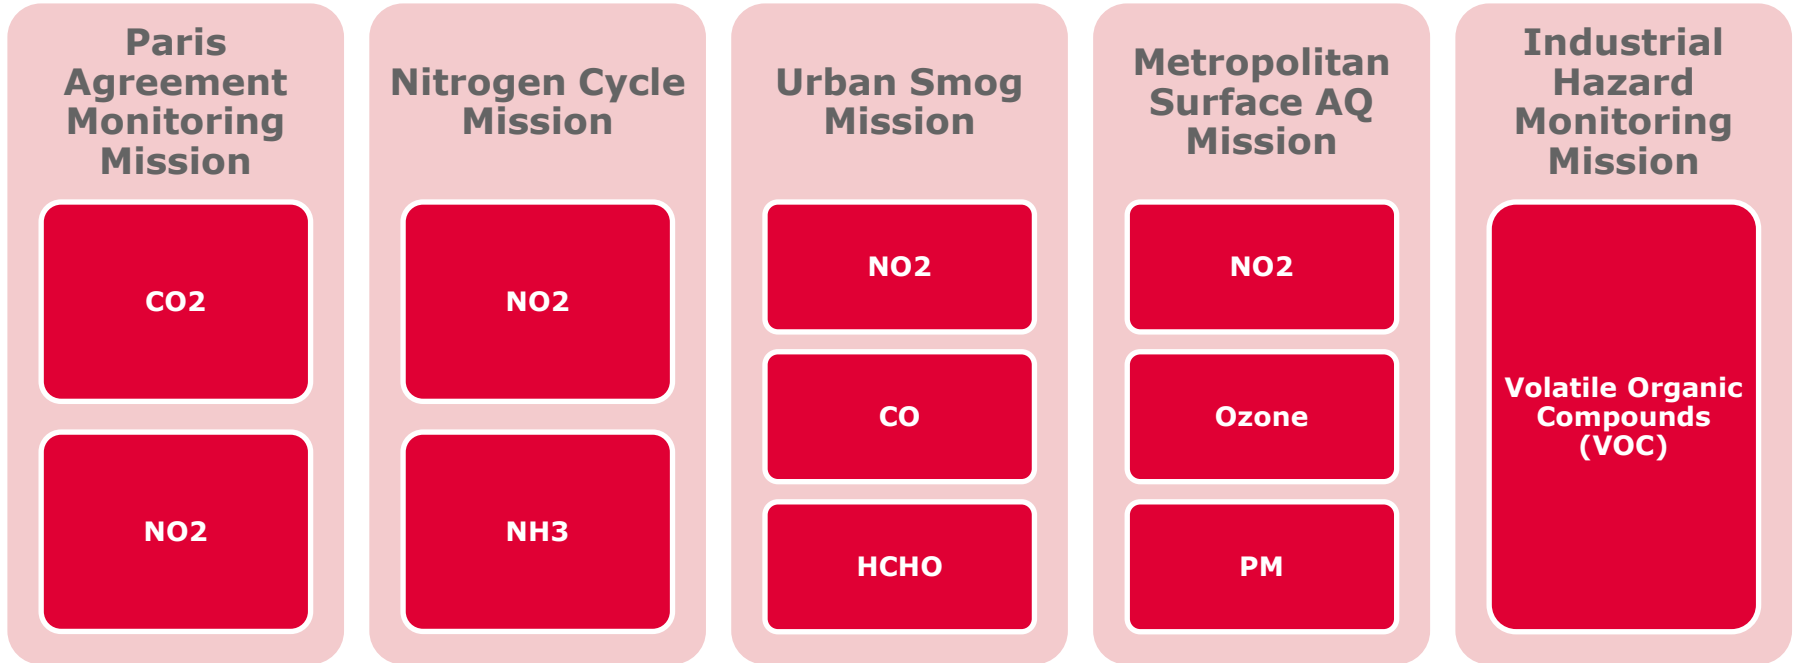 Paris
Agreement
Monitoring
Mission
CO2
NO2
Nitrogen Cycle
Mission
NO2
NH3
Urban Smog
Mission
NO2
CO
HCHO
Metropolitan
Surface AQ
Mission
NO2
Ozone
PM
Industrial
Hazard
Monitoring
Mission
Volatile Organic
Compounds
(VOC)